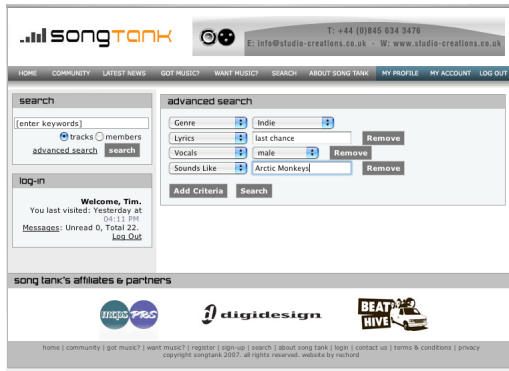 songtank
T: +44 (0)845 634 3476
E: info@studio-creations.co.uk - W: www.studio-creations.co.uk
HOME COMMUNITY LATEST NEWS GOT MUSIC? WANT MUSIC? SEARCH ABOUT SONG TANK MY PROFILE MY ACCOUNT LOG OUT
search
[enter keywords]
tracks members
advanced search search
log-in
Welcome, Tim.
You last visited: Yesterday at
04:11 PM
Messages: Unread 0, Total 22.
Log Out
advanced search
Genre Indie
Lyrics last chance Remove
Vocals male Remove
Sounds Like Arctic Monkeys Remove
Add Criteria Search
song tank's affiliates & partners
mcps PRS
digidesign
BEAT
HIVE
home | community | got music? | want music? | register | sign-up | search | about song tank | login | contact us | terms & conditions | privacy
copyright songtank 2007. all rights reserved. website by rechord